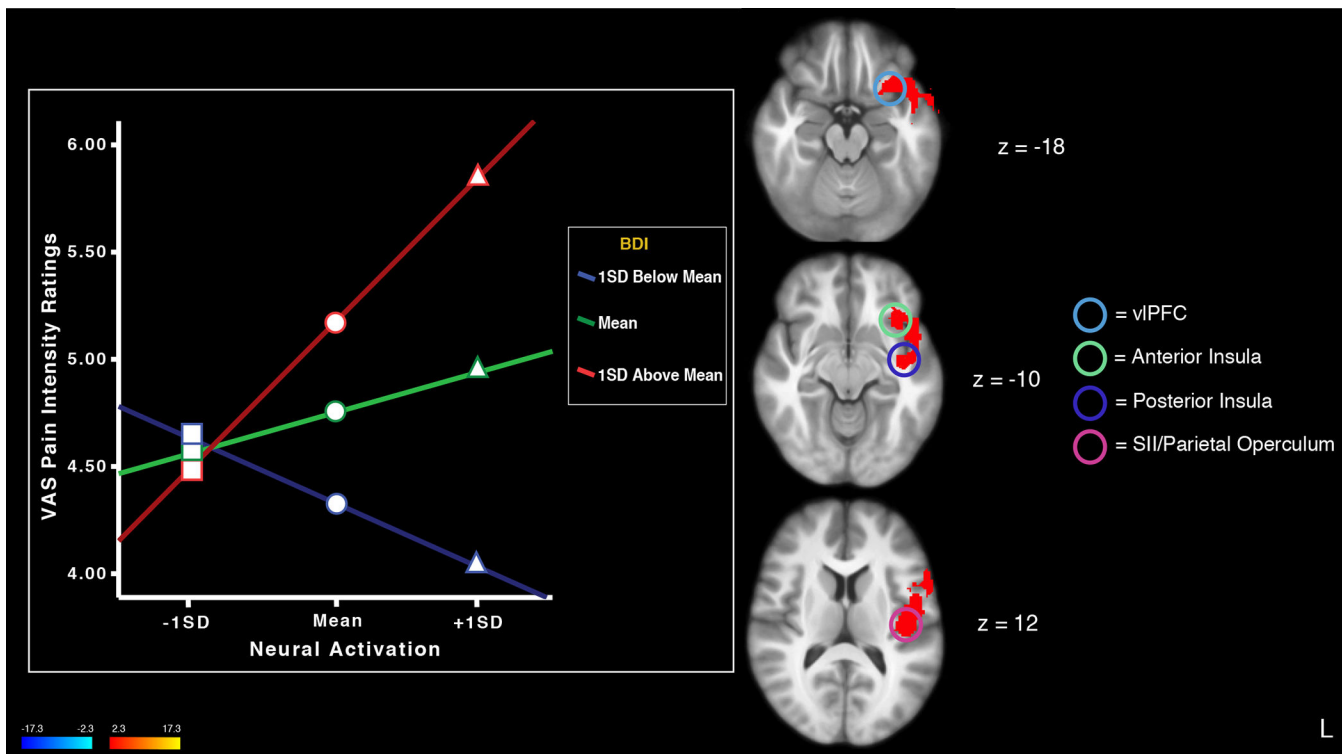 VAS Pain Intensity Ratings
6.00
5.50
5.00
4.50
4.00
-1SD
Mean
+1SD
Neural Activation
BDI
1SD Below Mean
Mean
1SD Above Mean
z = -18
z = -10
z = 12
= vlPFC
= Anterior Insula
= Posterior Insula
= SII/Parietal Operculum
-17.3
-2.3
2.3
17.3
L